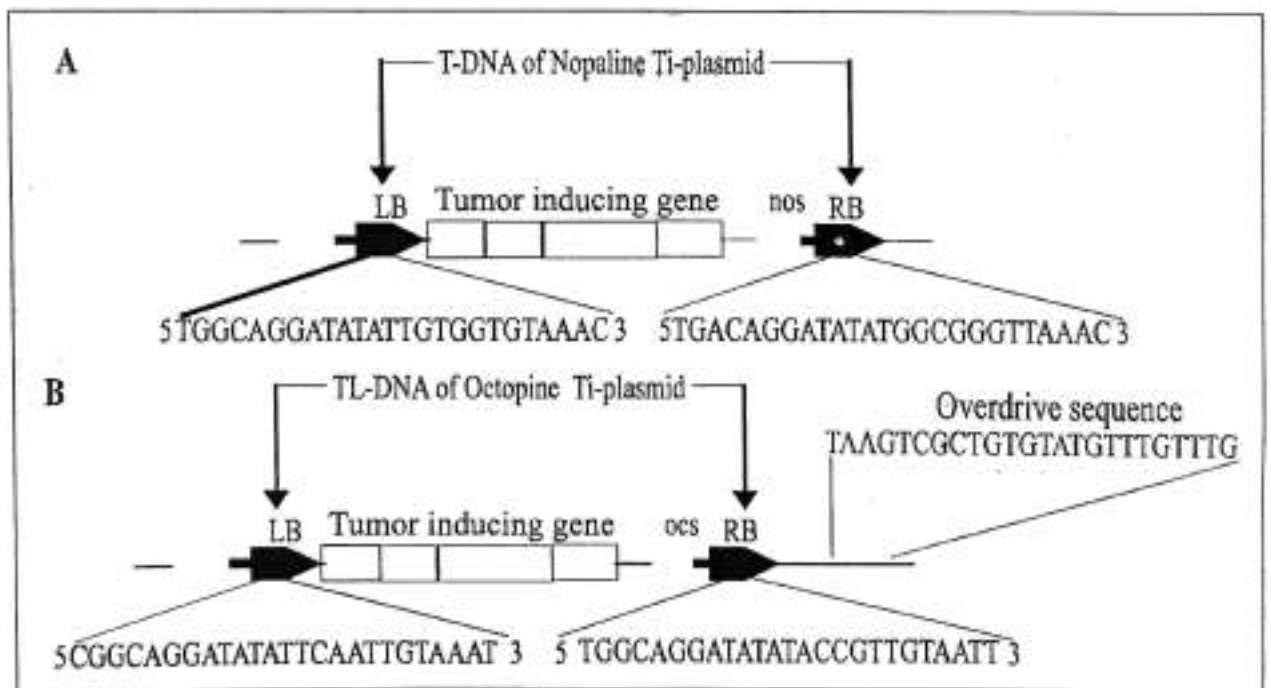 A
T-DNA of Nopaline Ti-plasmid
LB Tumor inducing gene nos RB
5TGGCAGGATATATTGTGGTGTAAAC 3 5TGACAGGATATATGGCGGGTTAAAC 3
B
TL-DNA of Octopine Ti-plasmid
Overdrive sequence
TAAGTCGCTGTGTATGTTTGTTTG
LB Tumor inducing gene ocs RB
5CGGCAGGATATATTCAATTGTAAAT 3 5 TGGCAGGATATATACCGTTGTAATT 3